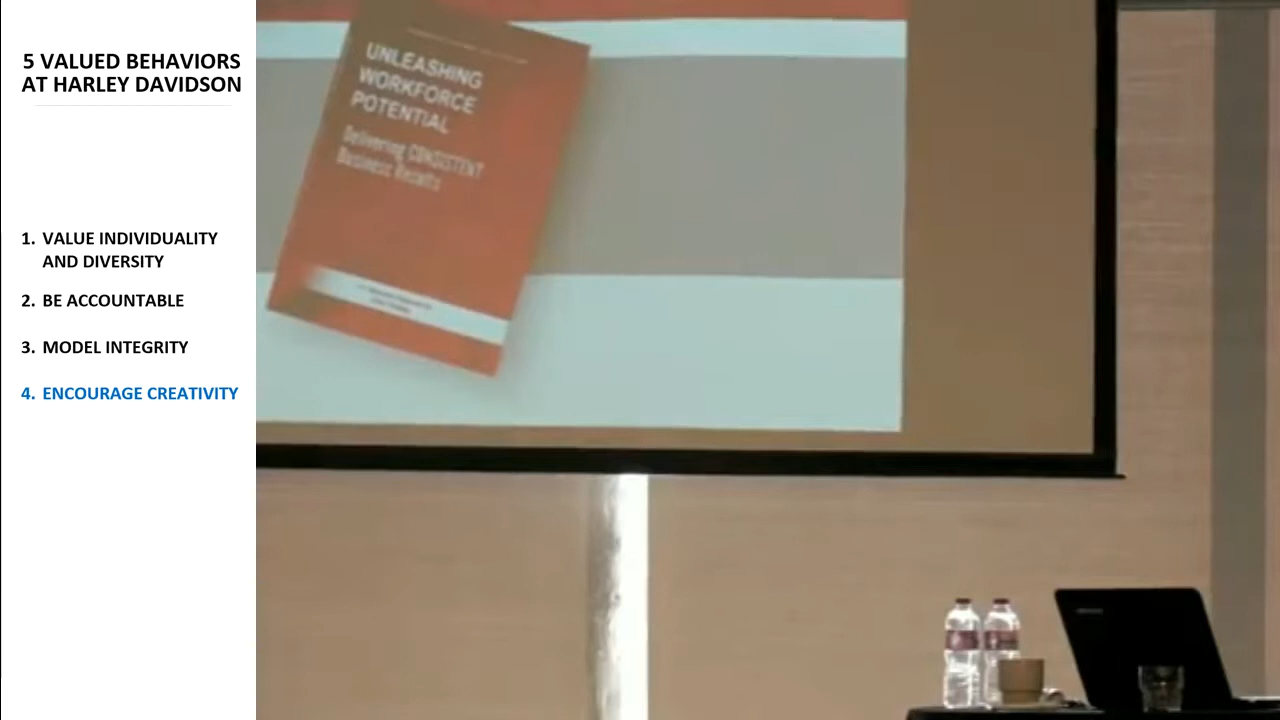 5 VALUED BEHAVIORS
AT HARLEY DAVIDSON
1. VALUE INDIVIDUALITY
AND DIVERSITY
2. BE ACCOUNTABLE
3. MODEL INTEGRITY
4. ENCOURAGE CREATIVITY
UNLEASHING
WORKFORCE
POTENTIAL
Delivering CONSISTENT
Business Results